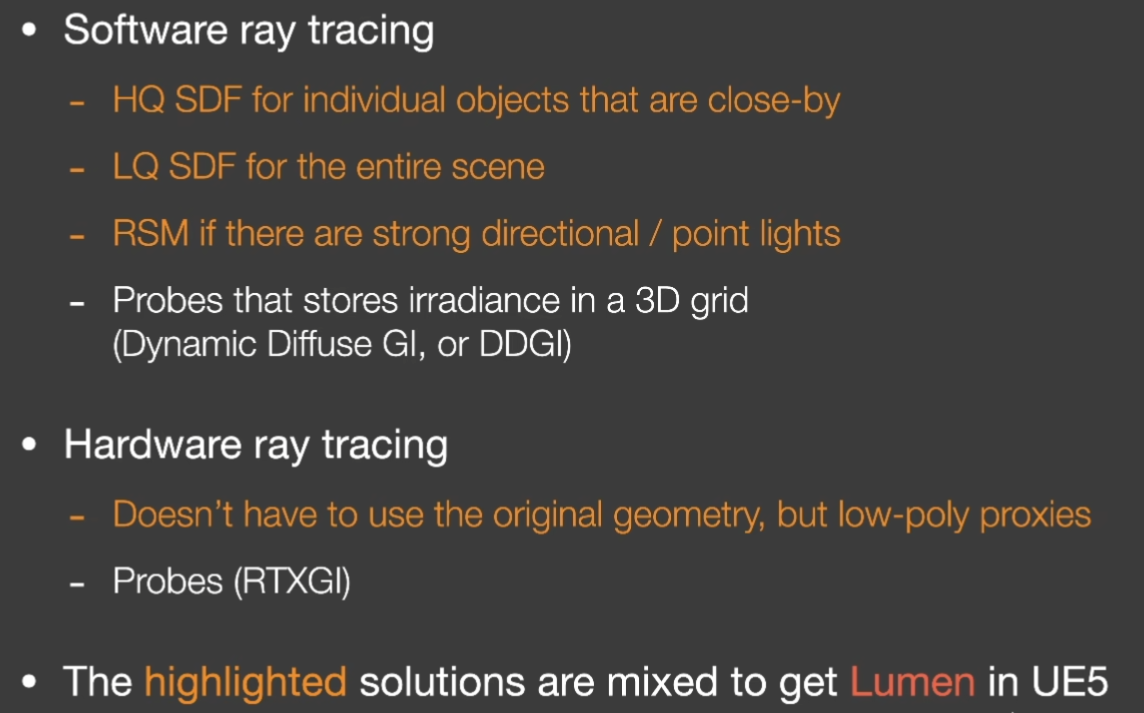 • Software ray tracing
- HQ SDF for individual objects that are close-by
- LQ SDF for the entire scene
- RSM if there are strong directional / point lights
- Probes that stores irradiance in a 3D grid
(Dynamic Diffuse GI, or DDGI)
• Hardware ray tracing
- Doesn't have to use the original geometry, but low-poly proxies
- Probes (RTXGI)
• The highlighted solutions are mixed to get Lumen in UE5